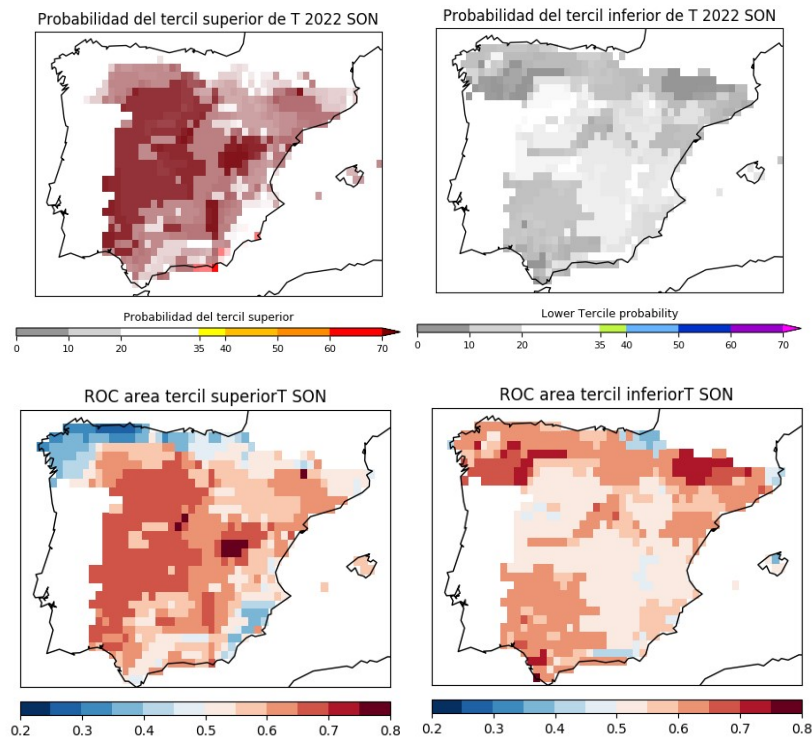 Probabilidad del tercil superior de T 2022 SON
Probabilidad del tercil inferior de T 2022 SON
Probabilidad del tercil superior
0 10 20 35 40 50 60 70
Lower Tercile probability
0 10 20 35 40 50 60 70
ROC area tercil superiorT SON
ROC area tercil inferiorT SON
0.2 0.3 0.4 0.5 0.6 0.7 0.8
0.2 0.3 0.4 0.5 0.6 0.7 0.8